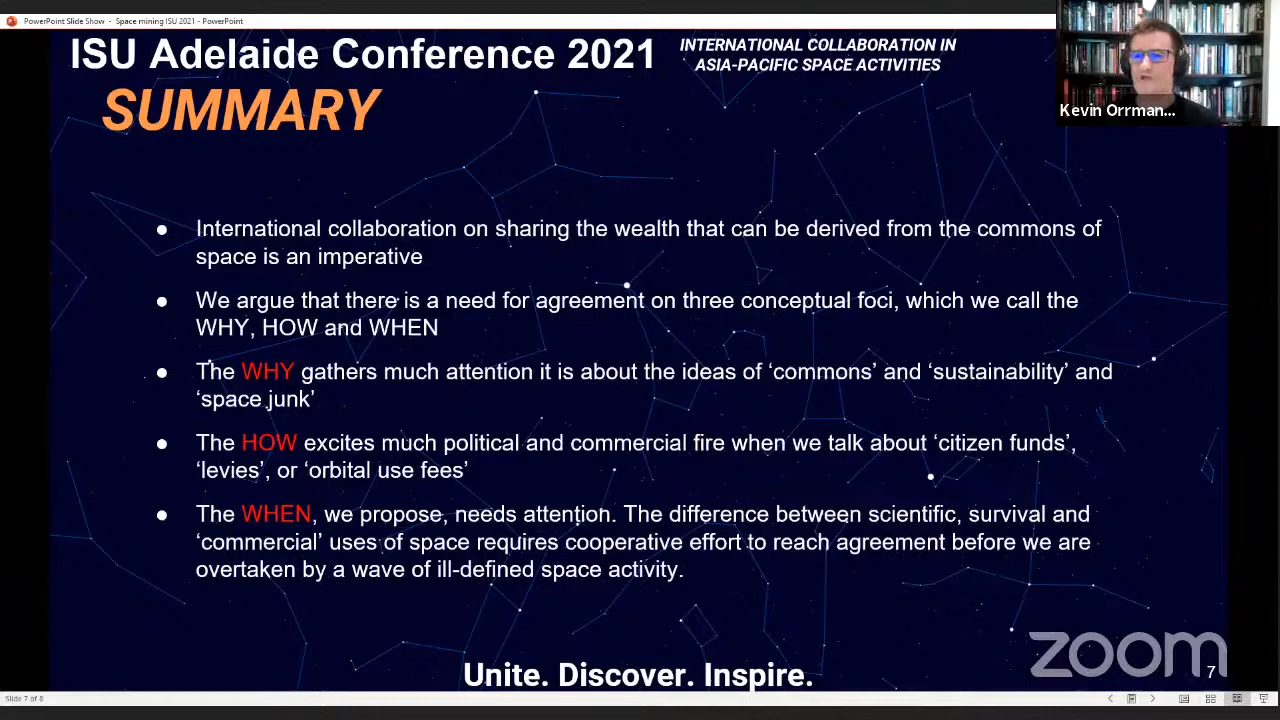 PowerPoint Slide Show - Space mining ISU 2021 - PowerPoint
ISU Adelaide Conference 2021
INTERNATIONAL COLLABORATION IN
ASIA-PACIFIC SPACE ACTIVITIES
SUMMARY
Kevin Orrman...
● International collaboration on sharing the wealth that can be derived from the commons of
space is an imperative
● We argue that there is a need for agreement on three conceptual foci, which we call the
WHY, HOW and WHEN
● The WHY gathers much attention it is about the ideas of ‘commons’ and ‘sustainability’ and
‘space junk’
● The HOW excites much political and commercial fire when we talk about ‘citizen funds’,
‘levies’, or ‘orbital use fees’
● The WHEN, we propose, needs attention. The difference between scientific, survival and
‘commercial’ uses of space requires cooperative effort to reach agreement before we are
overtaken by a wave of ill-defined space activity.
zoom
Unite. Discover. Inspire.
7
Slide 7 of 8